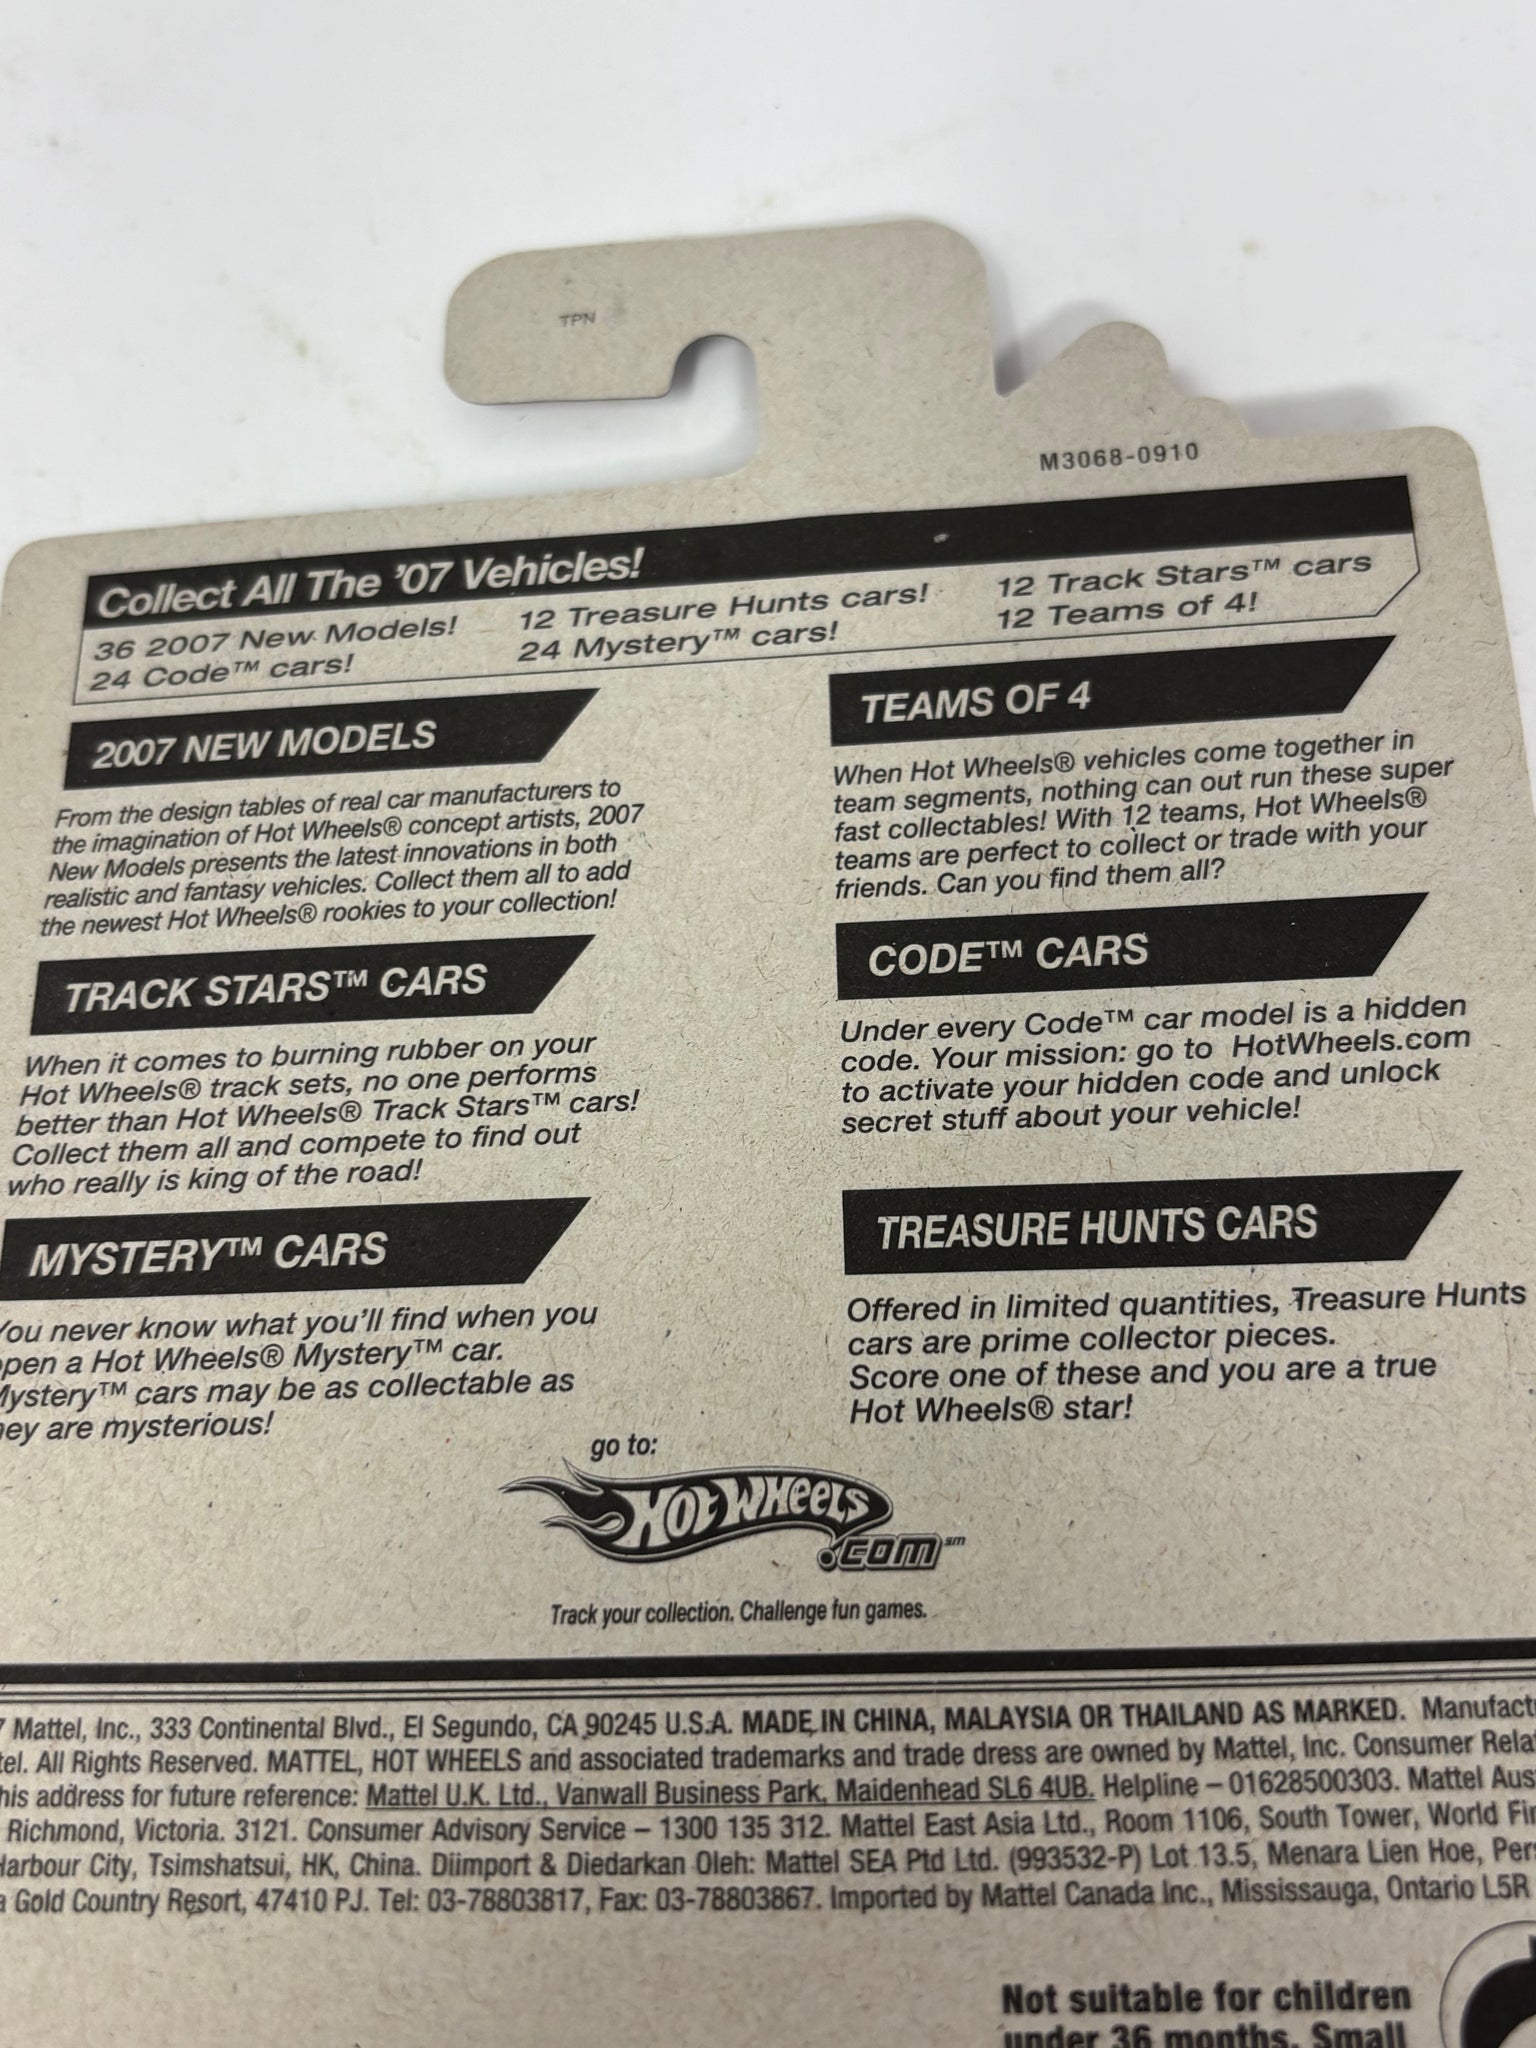 TPN
M3068-0910
Collect All The '07 Vehicles!
36 2007 New Models!
24 Code™ cars!
12 Treasure Hunts cars!
24 Mystery™ cars!
12 Track Stars™ cars
12 Teams of 4!
2007 NEW MODELS
From the design tables of real car manufacturers to
the imagination of Hot Wheels® concept artists, 2007
New Models presents the latest innovations in both
realistic and fantasy vehicles. Collect them all to add
the newest Hot Wheels® rookies to your collection!
TRACK STARS™ CARS
When it comes to burning rubber on your
Hot Wheels® track sets, no one performs
better than Hot Wheels® Track Stars™ cars!
Collect them all and compete to find out
who really is king of the road!
MYSTERY™ CARS
You never know what you'll find when you
open a Hot Wheels® Mystery™ car.
Mystery™ cars may be as collectable as
they are mysterious!
TEAMS OF 4
When Hot Wheels® vehicles come together in
team segments, nothing can out run these super
fast collectables! With 12 teams, Hot Wheels®
teams are perfect to collect or trade with your
friends. Can you find them all?
CODE™ CARS
Under every Code™ car model is a hidden
code. Your mission: go to HotWheels.com
to activate your hidden code and unlock
secret stuff about your vehicle!
TREASURE HUNTS CARS
Offered in limited quantities, Treasure Hunts
cars are prime collector pieces.
Score one of these and you are a true
Hot Wheels® star!
go to:
HOT WHEELS
.com℠
Track your collection. Challenge fun games.
7 Mattel, Inc., 333 Continental Blvd., El Segundo, CA 90245 U.S.A. MADE IN CHINA, MALAYSIA OR THAILAND AS MARKED. Manufact
tel. All Rights Reserved. MATTEL, HOT WHEELS and associated trademarks and trade dress are owned by Mattel, Inc. Consumer Rela
his address for future reference: Mattel U.K. Ltd., Vanwall Business Park, Maidenhead SL6 4UB. Helpline – 01628500303. Mattel Aus
Richmond, Victoria. 3121. Consumer Advisory Service – 1300 135 312. Mattel East Asia Ltd., Room 1106, South Tower, World Fi
Harbour City, Tsimshatsui, HK, China. Diimport & Diedarkan Oleh: Mattel SEA Ptd Ltd. (993532-P) Lot 13.5, Menara Lien Hoe, Per
a Gold Country Resort, 47410 PJ. Tel: 03-78803817, Fax: 03-78803867. Imported by Mattel Canada Inc., Mississauga, Ontario L5R
Not suitable for children
under 36 months. Small